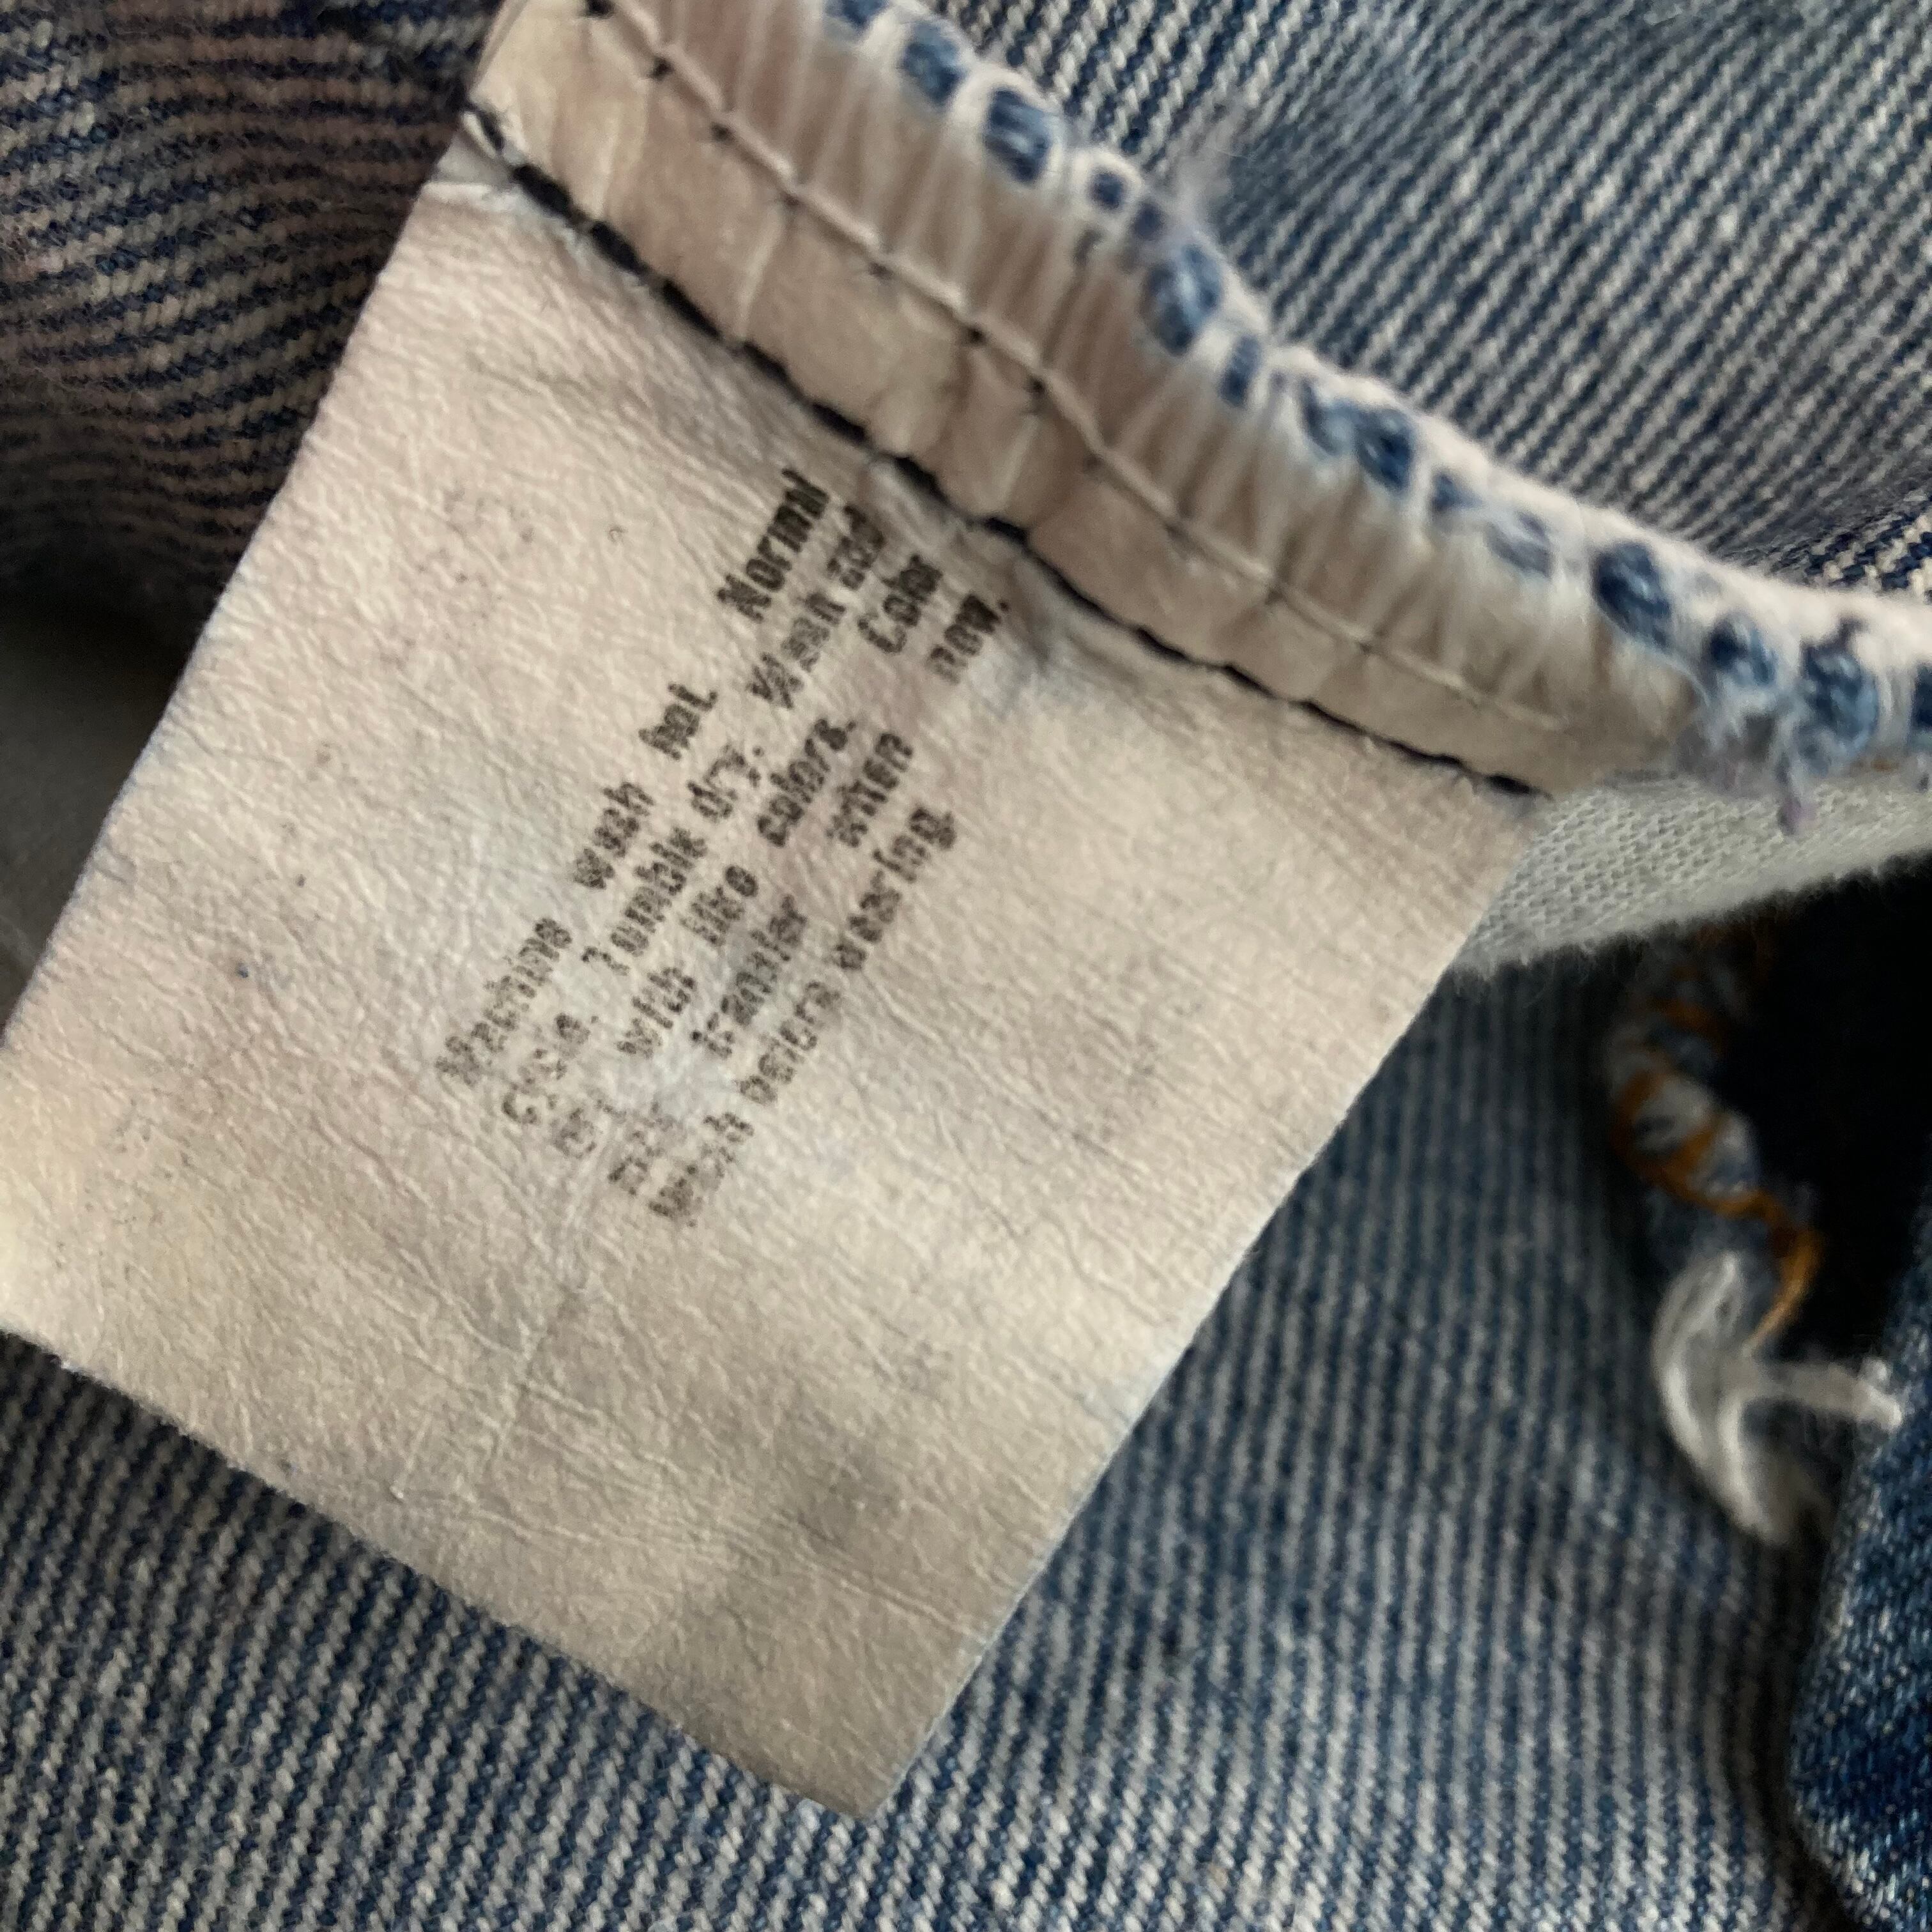 Machine wash hot. Normal
Cycle. Tumble dry. Wash and
dry with like colors. Color
may transfer when new.
Wash before wearing.